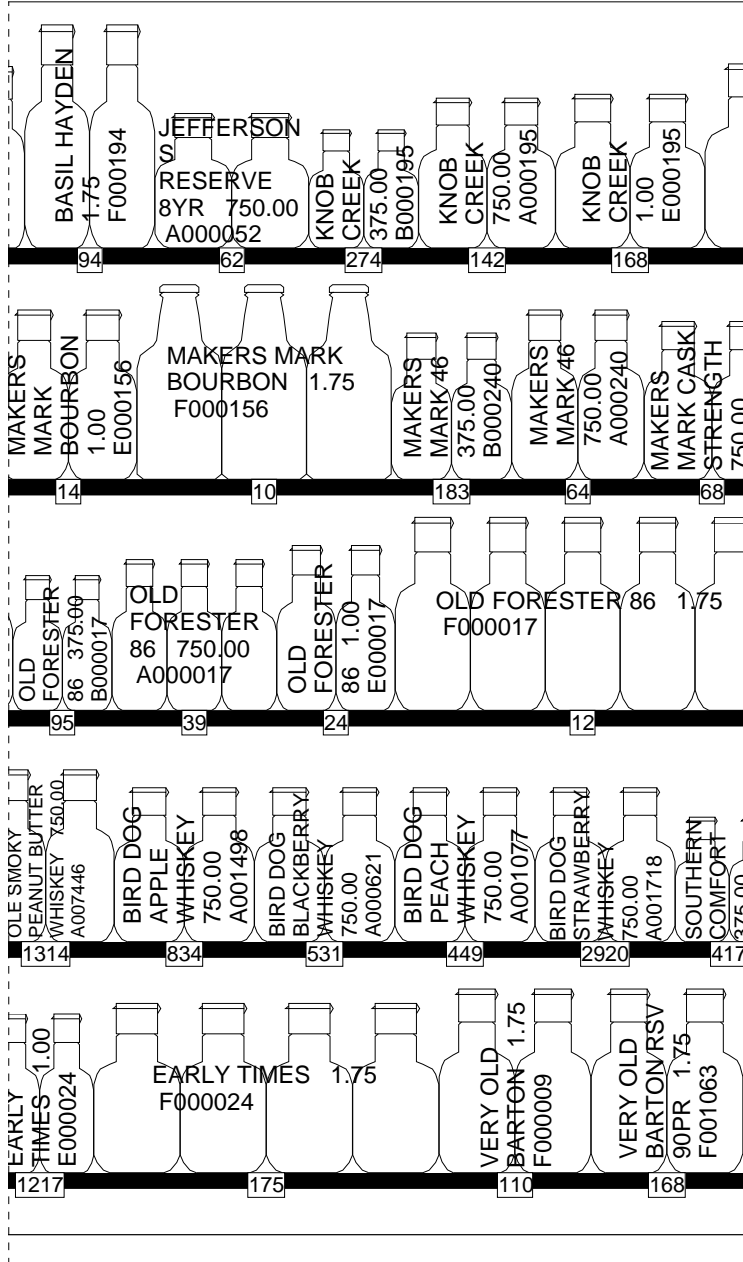 BASIL HAYDEN
1.75
F000194
JEFFERSON
S
RESERVE
8YR 750.00
A000052
KNOB
CREEK
375.00
B000195
KNOB
CREEK
750.00
A000195
KNOB
CREEK
1.00
E000195
94
62
274
142
168
MAKERS
MARK
BOURBON
1.00
E000156
MAKERS MARK
BOURBON 1.75
F000156
MAKERS
MARK 46
375.00
B000240
MAKERS
MARK 46
750.00
A000240
MAKERS
MARK CASK
STRENGTH
750.00
14
10
183
64
68
OLD
FORESTER
86 375.00
B000017
OLD
FORESTER
86 750.00
A000017
OLD
FORESTER
86 1.00
E000017
OLD FORESTER 86 1.75
F000017
95
39
24
12
OLE SMOKY
PEANUT BUTTER
WHISKEY 750.00
A007446
BIRD DOG
APPLE
WHISKEY
750.00
A001498
BIRD DOG
BLACKBERRY
WHISKEY
750.00
A000621
BIRD DOG
PEACH
WHISKEY
750.00
A001077
BIRD DOG
STRAWBERRY
WHISKEY
750.00
A001718
SOUTHERN
COMFORT
375.00
1314
834
531
449
2920
417
EARLY
TIMES 1.00
E000024
EARLY TIMES 1.75
F000024
VERY OLD
BARTON 1.75
F000009
VERY OLD
BARTON RSV
90PR 1.75
F001063
1217
175
110
168